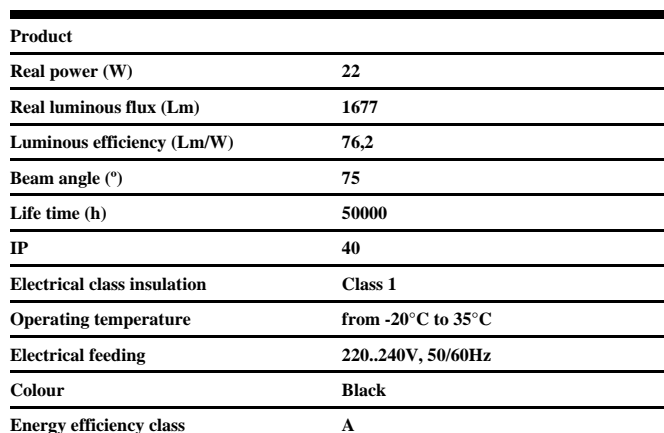 Product
Real power (W) 22
Real luminous flux (Lm) 1677
Luminous efficiency (Lm/W) 76,2
Beam angle (º) 75
Life time (h) 50000
IP 40
Electrical class insulation Class 1
Operating temperature from -20°C to 35°C
Electrical feeding 220..240V, 50/60Hz
Colour Black
Energy efficiency class A